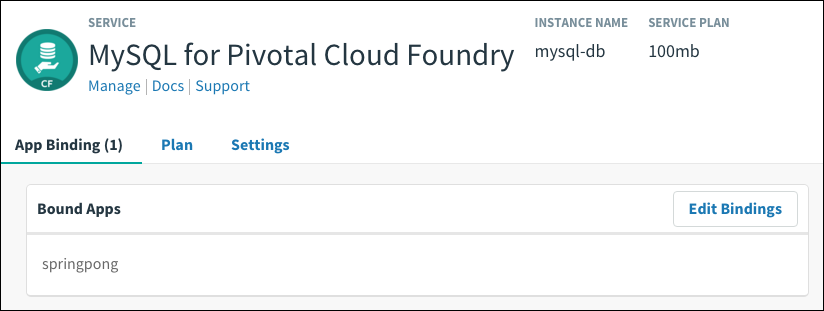 SERVICE
MySQL for Pivotal Cloud Foundry
Manage | Docs | Support
INSTANCE NAME
mysql-db
SERVICE PLAN
100mb
CF
App Binding (1)
Plan
Settings
Bound Apps
Edit Bindings
springpong